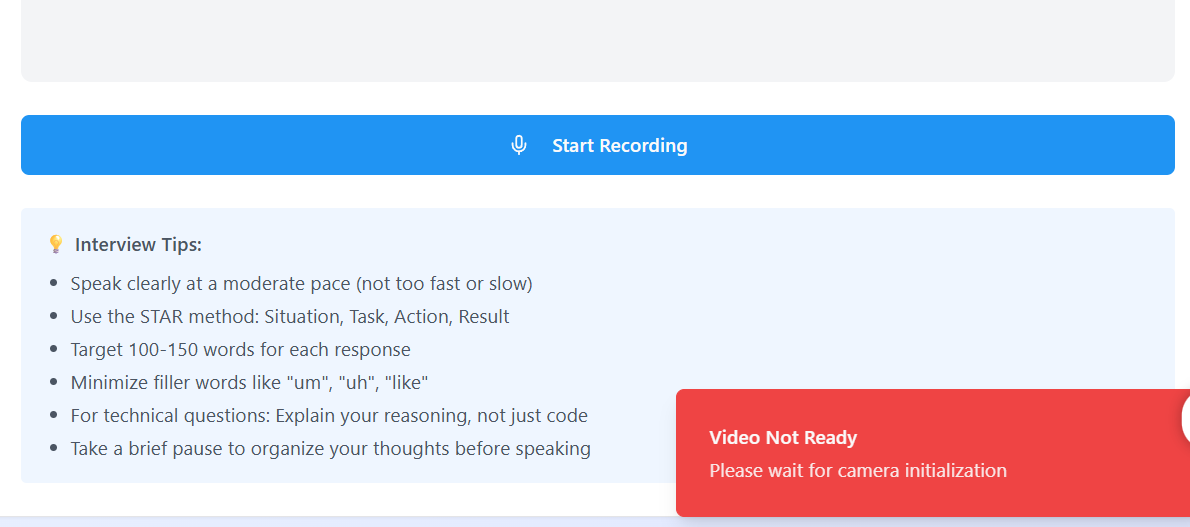 Start Recording
💡 Interview Tips:
• Speak clearly at a moderate pace (not too fast or slow)
• Use the STAR method: Situation, Task, Action, Result
• Target 100-150 words for each response
• Minimize filler words like "um", "uh", "like"
• For technical questions: Explain your reasoning, not just code
• Take a brief pause to organize your thoughts before speaking
Video Not Ready
Please wait for camera initialization